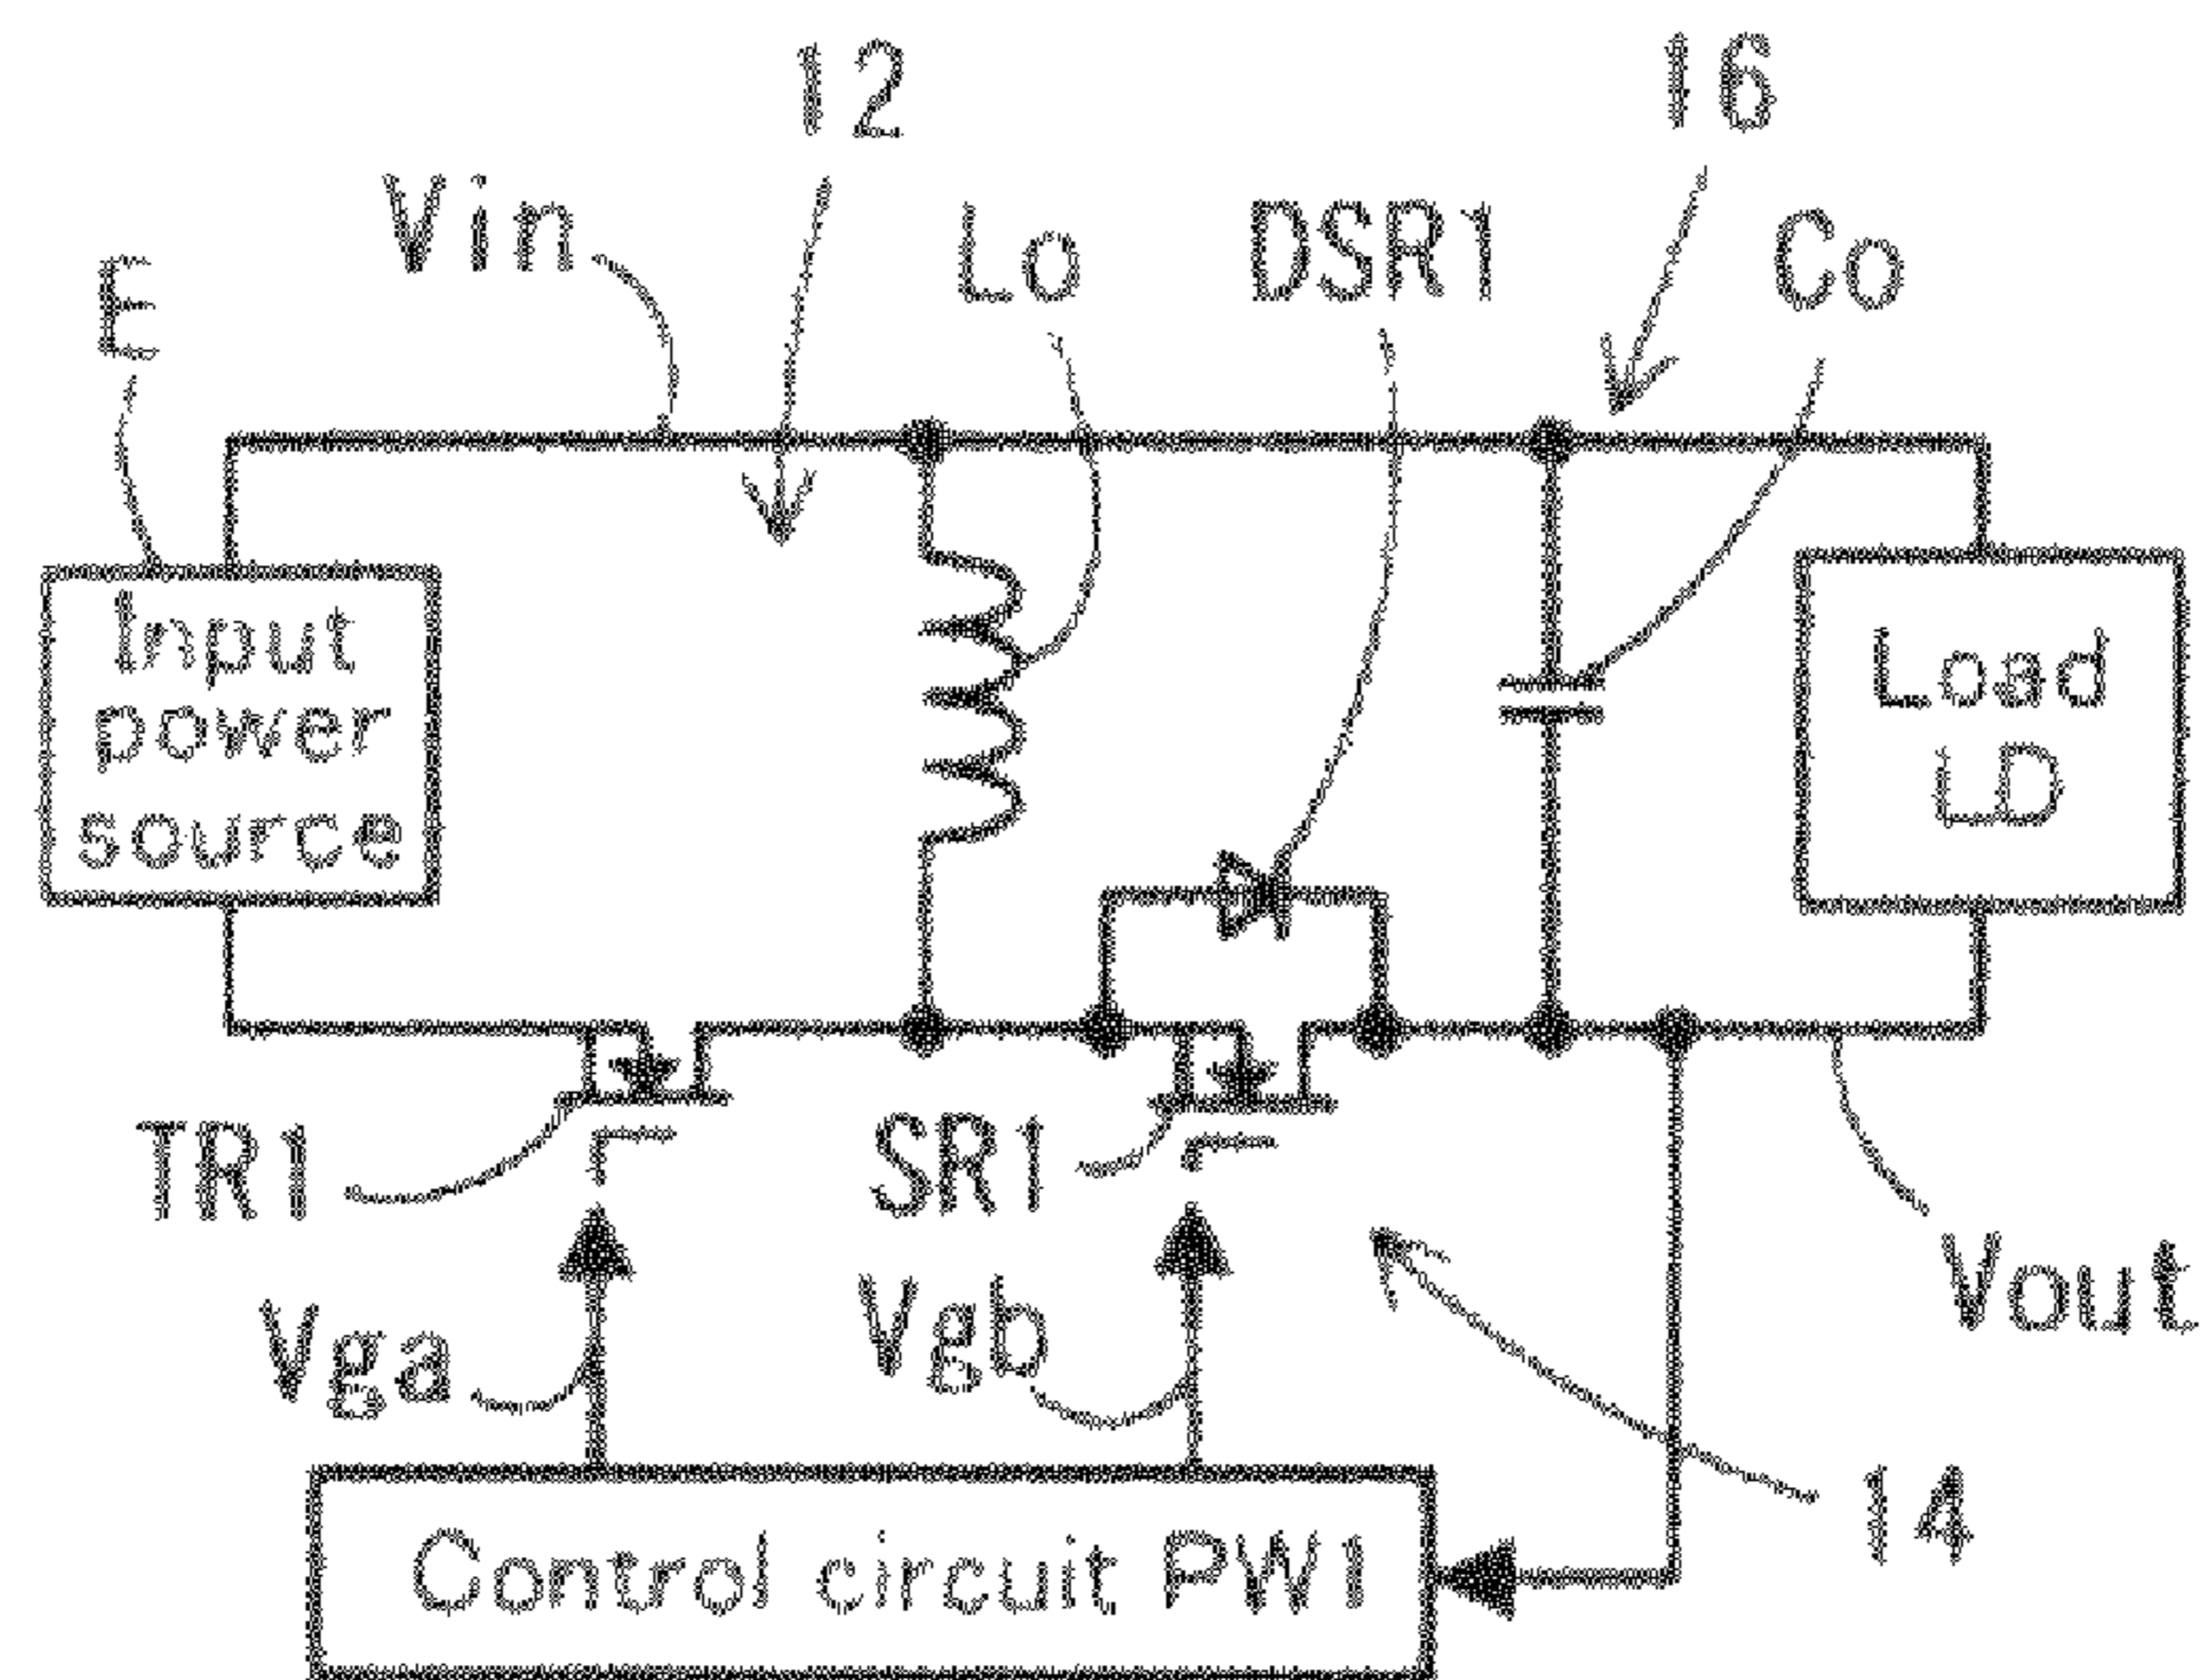 12
16
Vin
Lo
DSR1
Co
E
Input
power
source
Load
LD
TR1
SR1
Vga
Vgb
Vout
14
Control circuit PW1